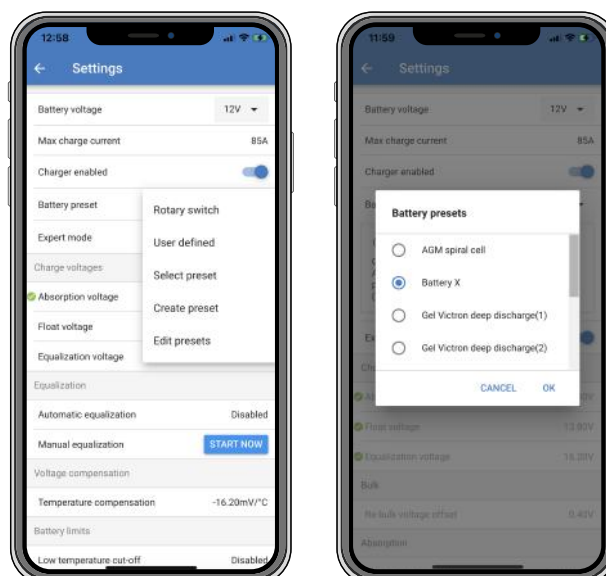 12:58
Settings
Battery voltage 12V
Max charge current 85A
Charger enabled
Battery preset
Expert mode
Charge voltages
Absorption voltage
Float voltage
Equalization voltage
Rotary switch
User defined
Select preset
Create preset
Edit presets
Equalization
Automatic equalization Disabled
Manual equalization START NOW
Voltage compensation
Temperature compensation -16.20mV/°C
Battery limits
Low temperature cut-off Disabled
11:59
Settings
Battery voltage 12V
Max charge current 85A
Charger enabled
Battery presets
AGM spiral cell
Battery X
Gel Victron deep discharge(1)
Gel Victron deep discharge(2)
CANCEL OK
Float voltage 13.80V
Equalization voltage 16.20V
Bulk
Re-bulk voltage offset 0.40V
Absorption